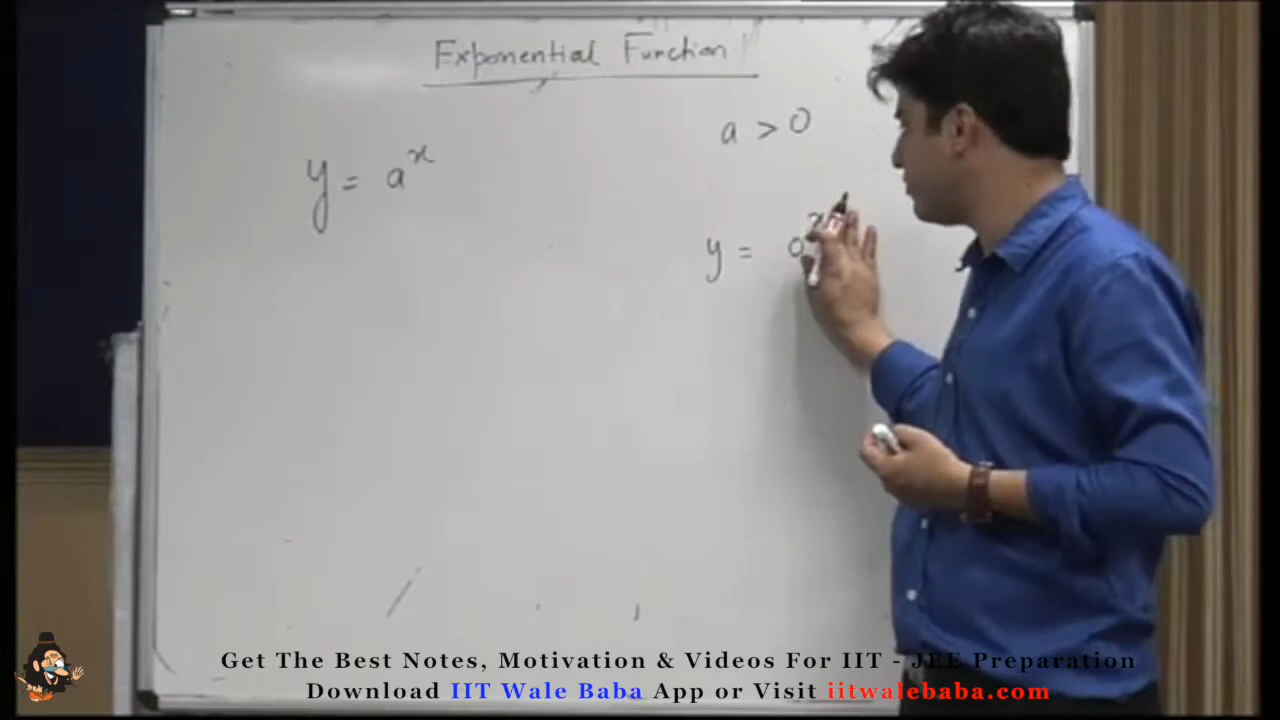 Exponential Function
a > 0
y = a^x
y = 0^x
Get The Best Notes, Motivation & Videos For IIT - JEE Preparation
Download IIT Wale Baba App or Visit iitwalebaba.com